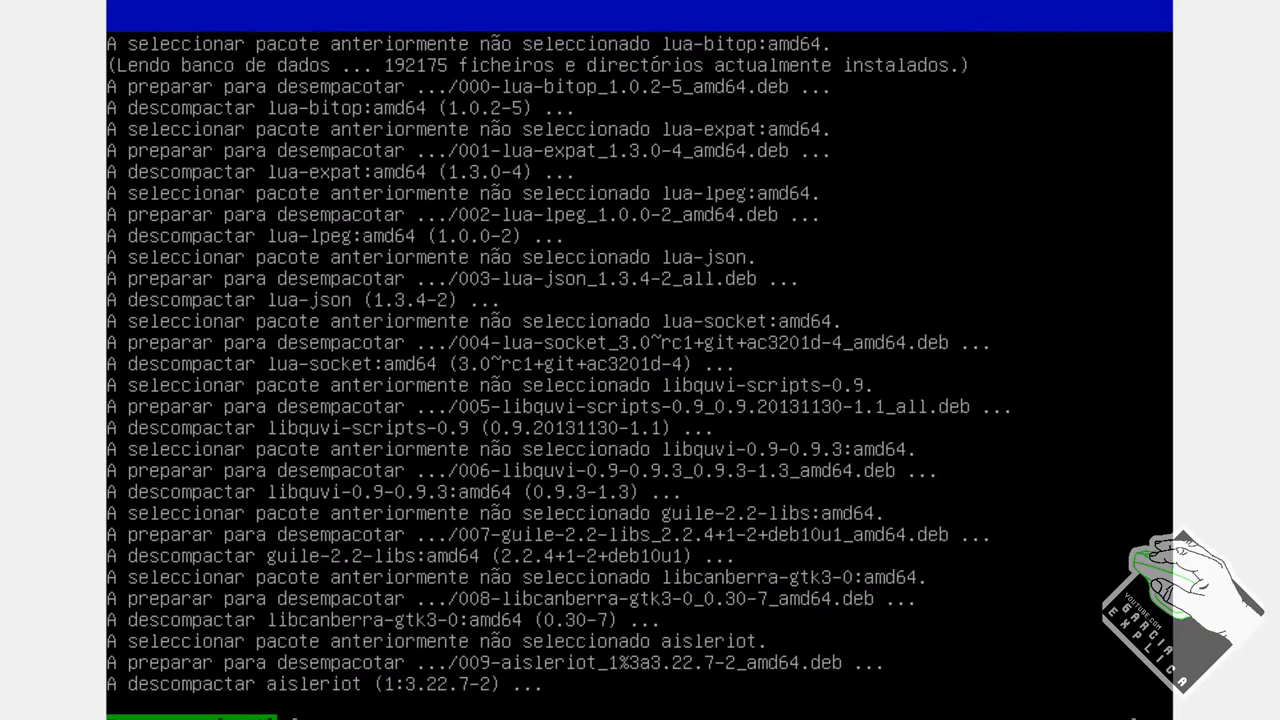 A seleccionar pacote anteriormente não seleccionado lua-bitop:amd64.
(Lendo banco de dados ... 192175 ficheiros e directórios actualmente instalados.)
A preparar para desempacotar .../000-lua-bitop_1.0.2-5_amd64.deb ...
A descompactar lua-bitop:amd64 (1.0.2-5) ...
A seleccionar pacote anteriormente não seleccionado lua-expat:amd64.
A preparar para desempacotar .../001-lua-expat_1.3.0-4_amd64.deb ...
A descompactar lua-expat:amd64 (1.3.0-4) ...
A seleccionar pacote anteriormente não seleccionado lua-lpeg:amd64.
A preparar para desempacotar .../002-lua-lpeg_1.0.0-2_amd64.deb ...
A descompactar lua-lpeg:amd64 (1.0.0-2) ...
A seleccionar pacote anteriormente não seleccionado lua-json.
A preparar para desempacotar .../003-lua-json_1.3.4-2_all.deb ...
A descompactar lua-json (1.3.4-2) ...
A seleccionar pacote anteriormente não seleccionado lua-socket:amd64.
A preparar para desempacotar .../004-lua-socket_3.0~rc1+git+ac3201d-4_amd64.deb ...
A descompactar lua-socket:amd64 (3.0~rc1+git+ac3201d-4) ...
A seleccionar pacote anteriormente não seleccionado libquvi-scripts-0.9.
A preparar para desempacotar .../005-libquvi-scripts-0.9_0.9.20131130-1.1_all.deb ...
A descompactar libquvi-scripts-0.9 (0.9.20131130-1.1) ...
A seleccionar pacote anteriormente não seleccionado libquvi-0.9-0.9.3:amd64.
A preparar para desempacotar .../006-libquvi-0.9-0.9.3_0.9.3-1.3_amd64.deb ...
A descompactar libquvi-0.9-0.9.3:amd64 (0.9.3-1.3) ...
A seleccionar pacote anteriormente não seleccionado guile-2.2-libs:amd64.
A preparar para desempacotar .../007-guile-2.2-libs_2.2.4+1-2+deb10u1_amd64.deb ...
A descompactar guile-2.2-libs:amd64 (2.2.4+1-2+deb10u1) ...
A seleccionar pacote anteriormente não seleccionado libcanberra-gtk3-0:amd64.
A preparar para desempacotar .../008-libcanberra-gtk3-0_0.30-7_amd64.deb ...
A descompactar libcanberra-gtk3-0:amd64 (0.30-7) ...
A seleccionar pacote anteriormente não seleccionado aisleriot.
A preparar para desempacotar .../009-aisleriot_1%3a3.22.7-2_amd64.deb ...
A descompactar aisleriot (1:3.22.7-2) ...
YOUTUBE.COM
GARCIA
EXPLICA